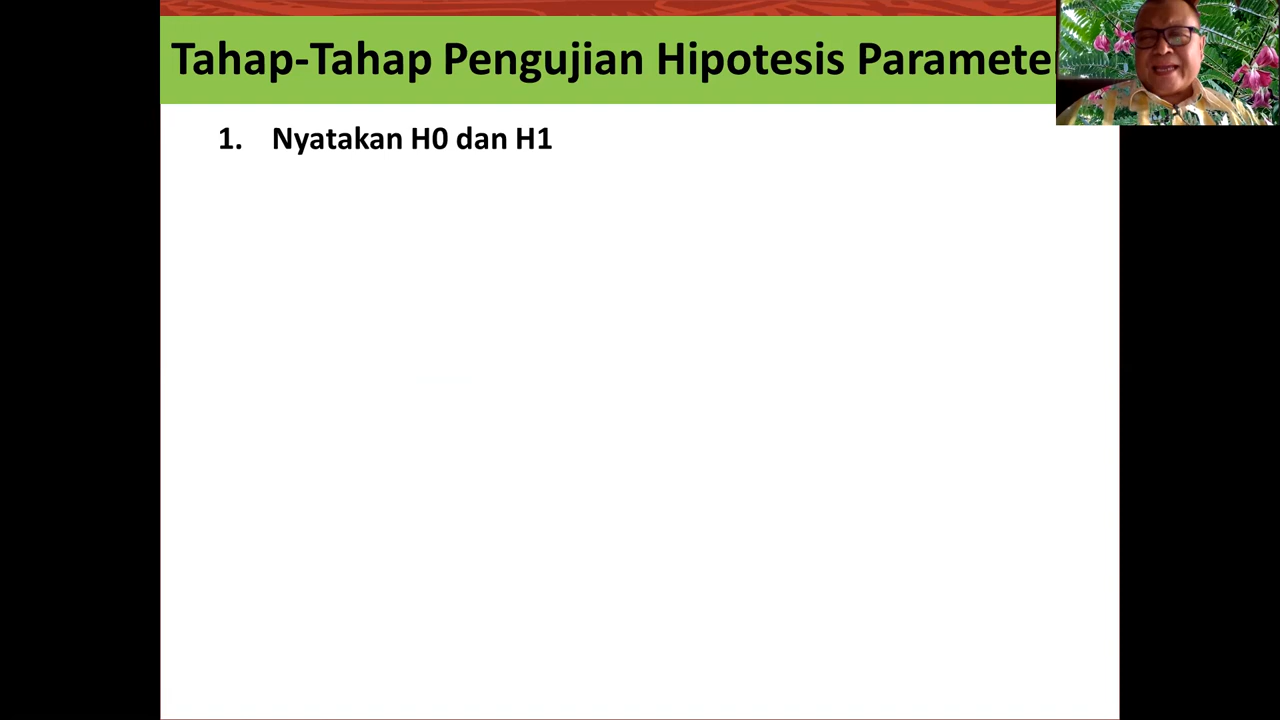 Tahap-Tahap Pengujian Hipotesis Paramete
1. Nyatakan H0 dan H1